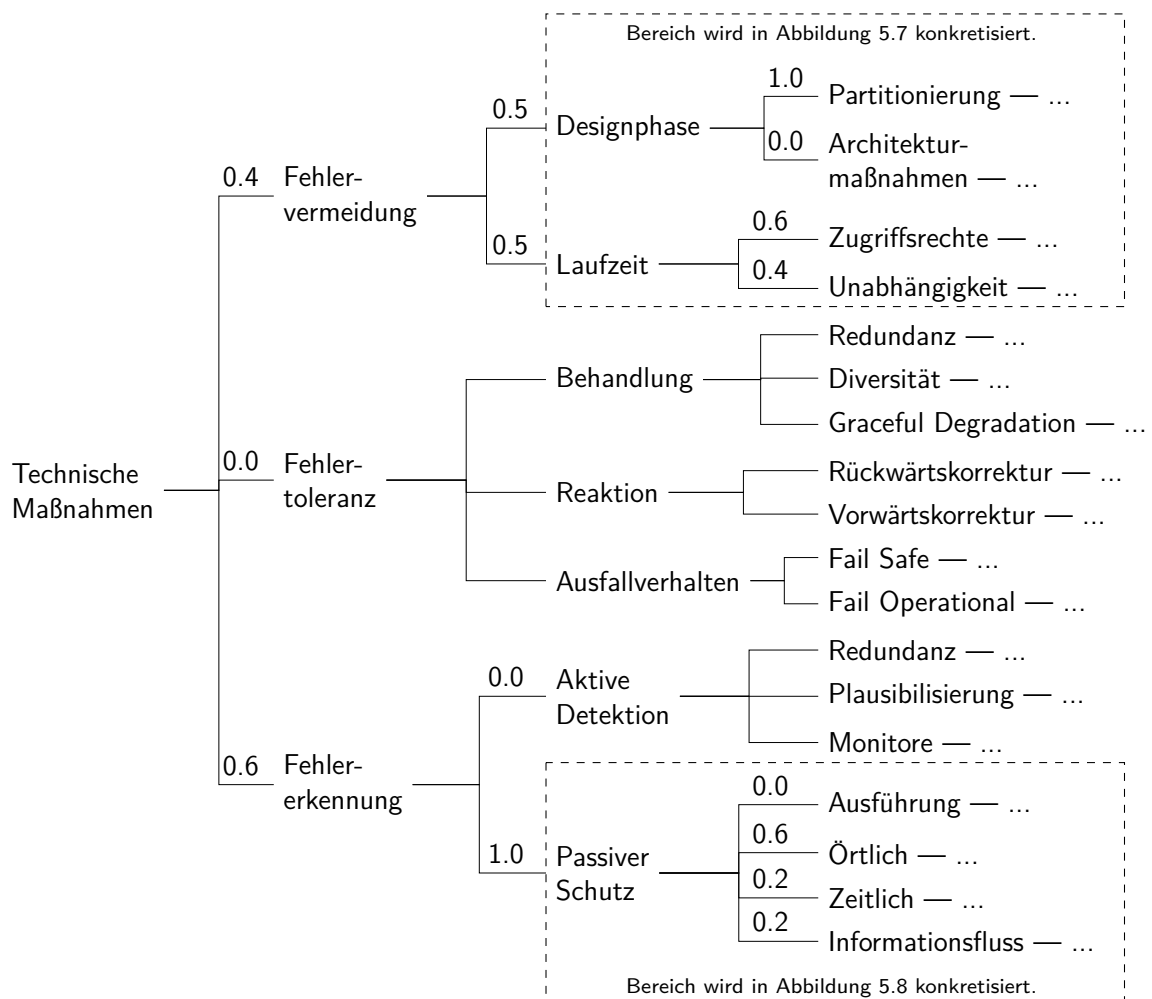 Bereich wird in Abbildung 5.7 konkretisiert.
1.0
Partitionierung — ...
0.5
Designphase
0.0
Architektur-
maßnahmen — ...
0.4
Fehler-
vermeidung
0.6
Zugriffsrechte — ...
0.5
Laufzeit
0.4
Unabhängigkeit — ...
Redundanz — ...
Behandlung
Diversität — ...
Graceful Degradation — ...
Technische
Maßnahmen
0.0
Fehler-
toleranz
Rückwärtskorrektur — ...
Reaktion
Vorwärtskorrektur — ...
Fail Safe — ...
Ausfallverhalten
Fail Operational — ...
Redundanz — ...
0.0
Aktive
Detektion
Plausibilisierung — ...
Monitore — ...
0.6
Fehler-
erkennung
0.0
Ausführung — ...
0.6
Örtlich — ...
1.0
Passiver
Schutz
0.2
Zeitlich — ...
0.2
Informationsfluss — ...
Bereich wird in Abbildung 5.8 konkretisiert.